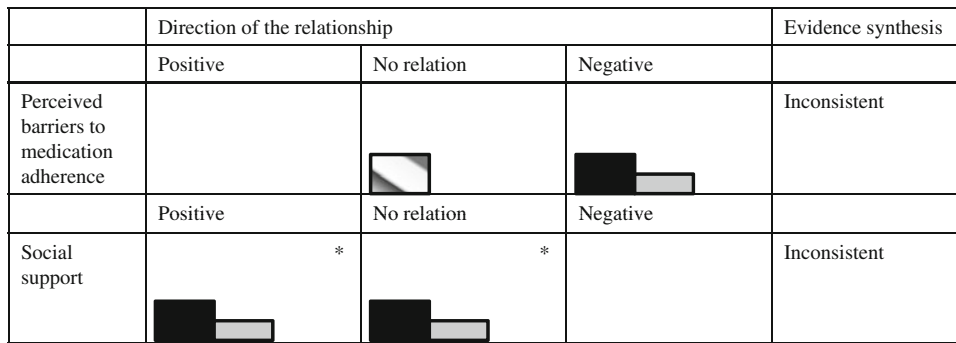 Direction of the relationship Evidence synthesis
Positive No relation Negative
Perceived Inconsistent
barriers to
medication
adherence
Positive No relation Negative
Social * * Inconsistent
support